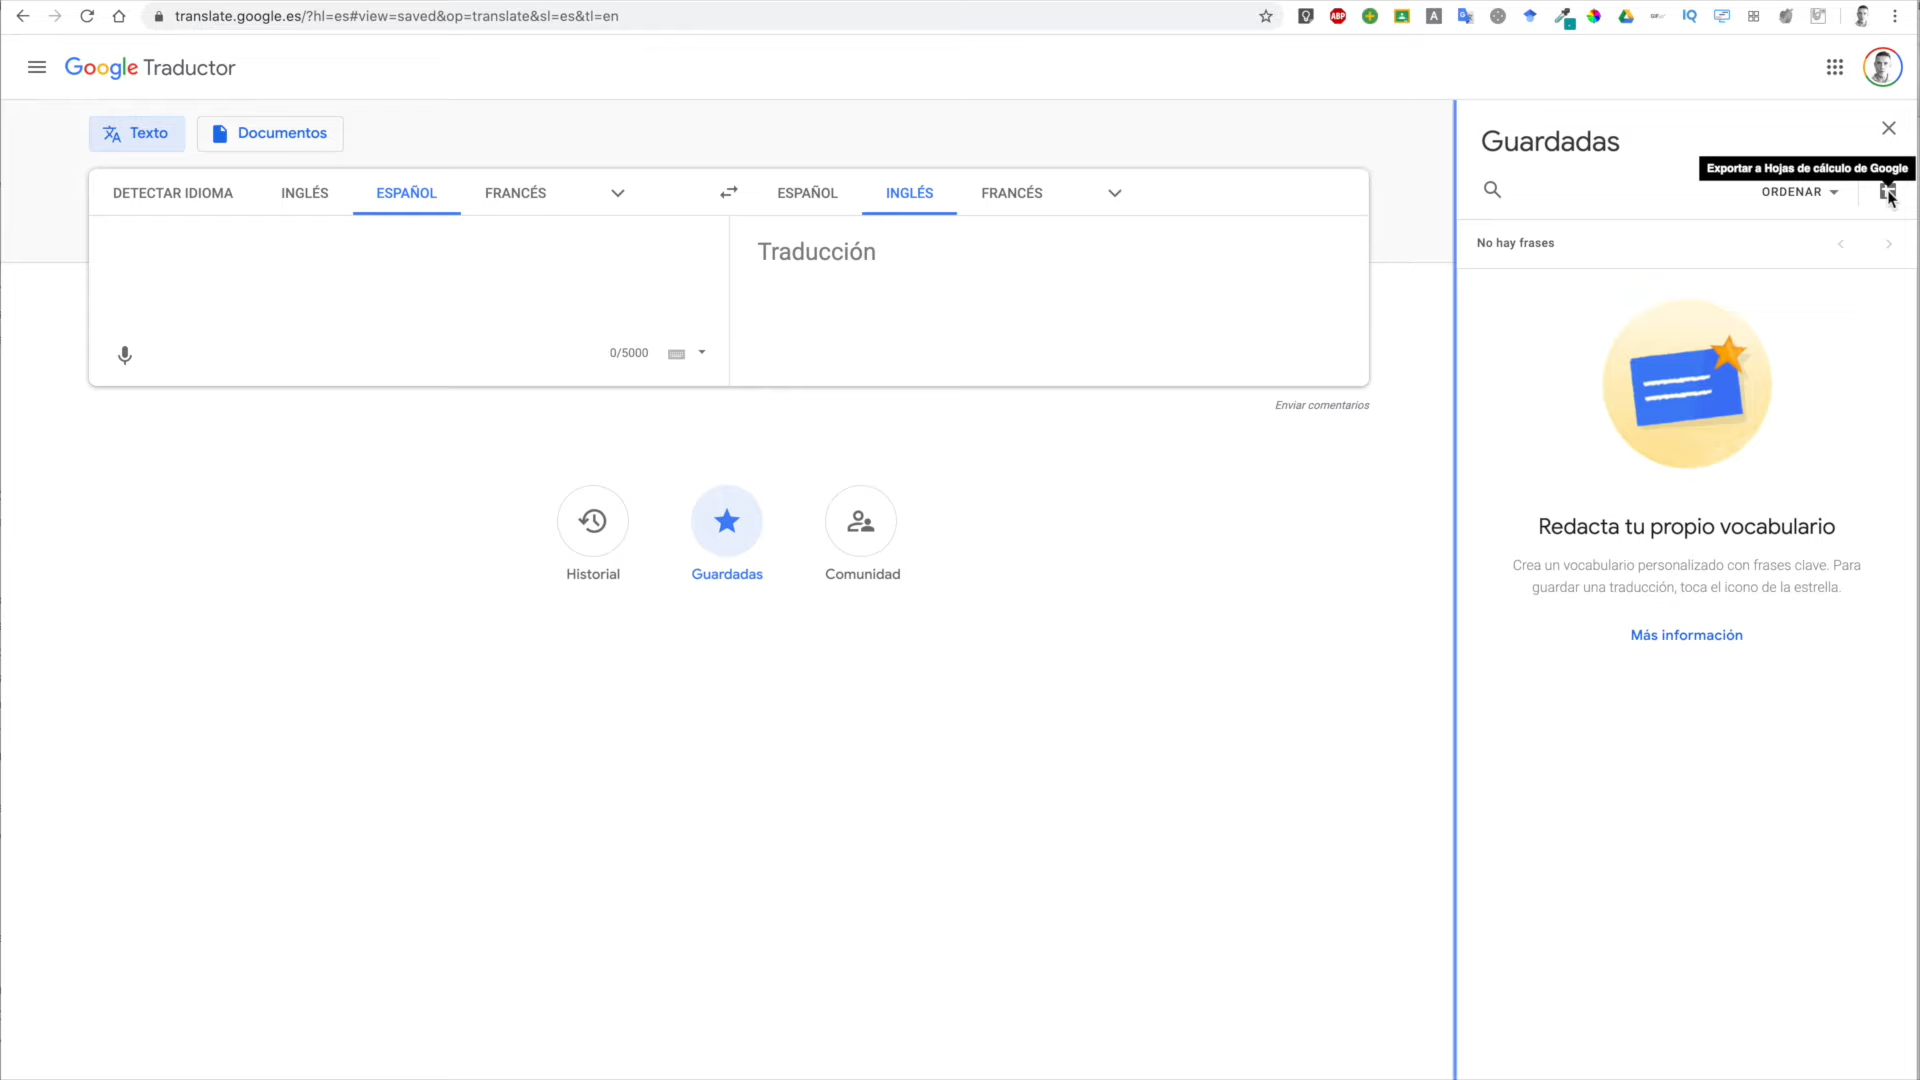 translate.google.es/?hl=es#view=saved&op=translate&sl=es&tl=en
ABP
A
GIF
IQ
Google Traductor
Texto
Documentos
Guardadas
Exportar a Hojas de cálculo de Google
DETECTAR IDIOMA
INGLÉS
ESPAÑOL
FRANCÉS
ESPAÑOL
INGLÉS
FRANCÉS
ORDENAR
Traducción
No hay frases
0/5000
Enviar comentarios
Redacta tu propio vocabulario
Crea un vocabulario personalizado con frases clave. Para
guardar una traducción, toca el icono de la estrella.
Historial
Guardadas
Comunidad
Más información